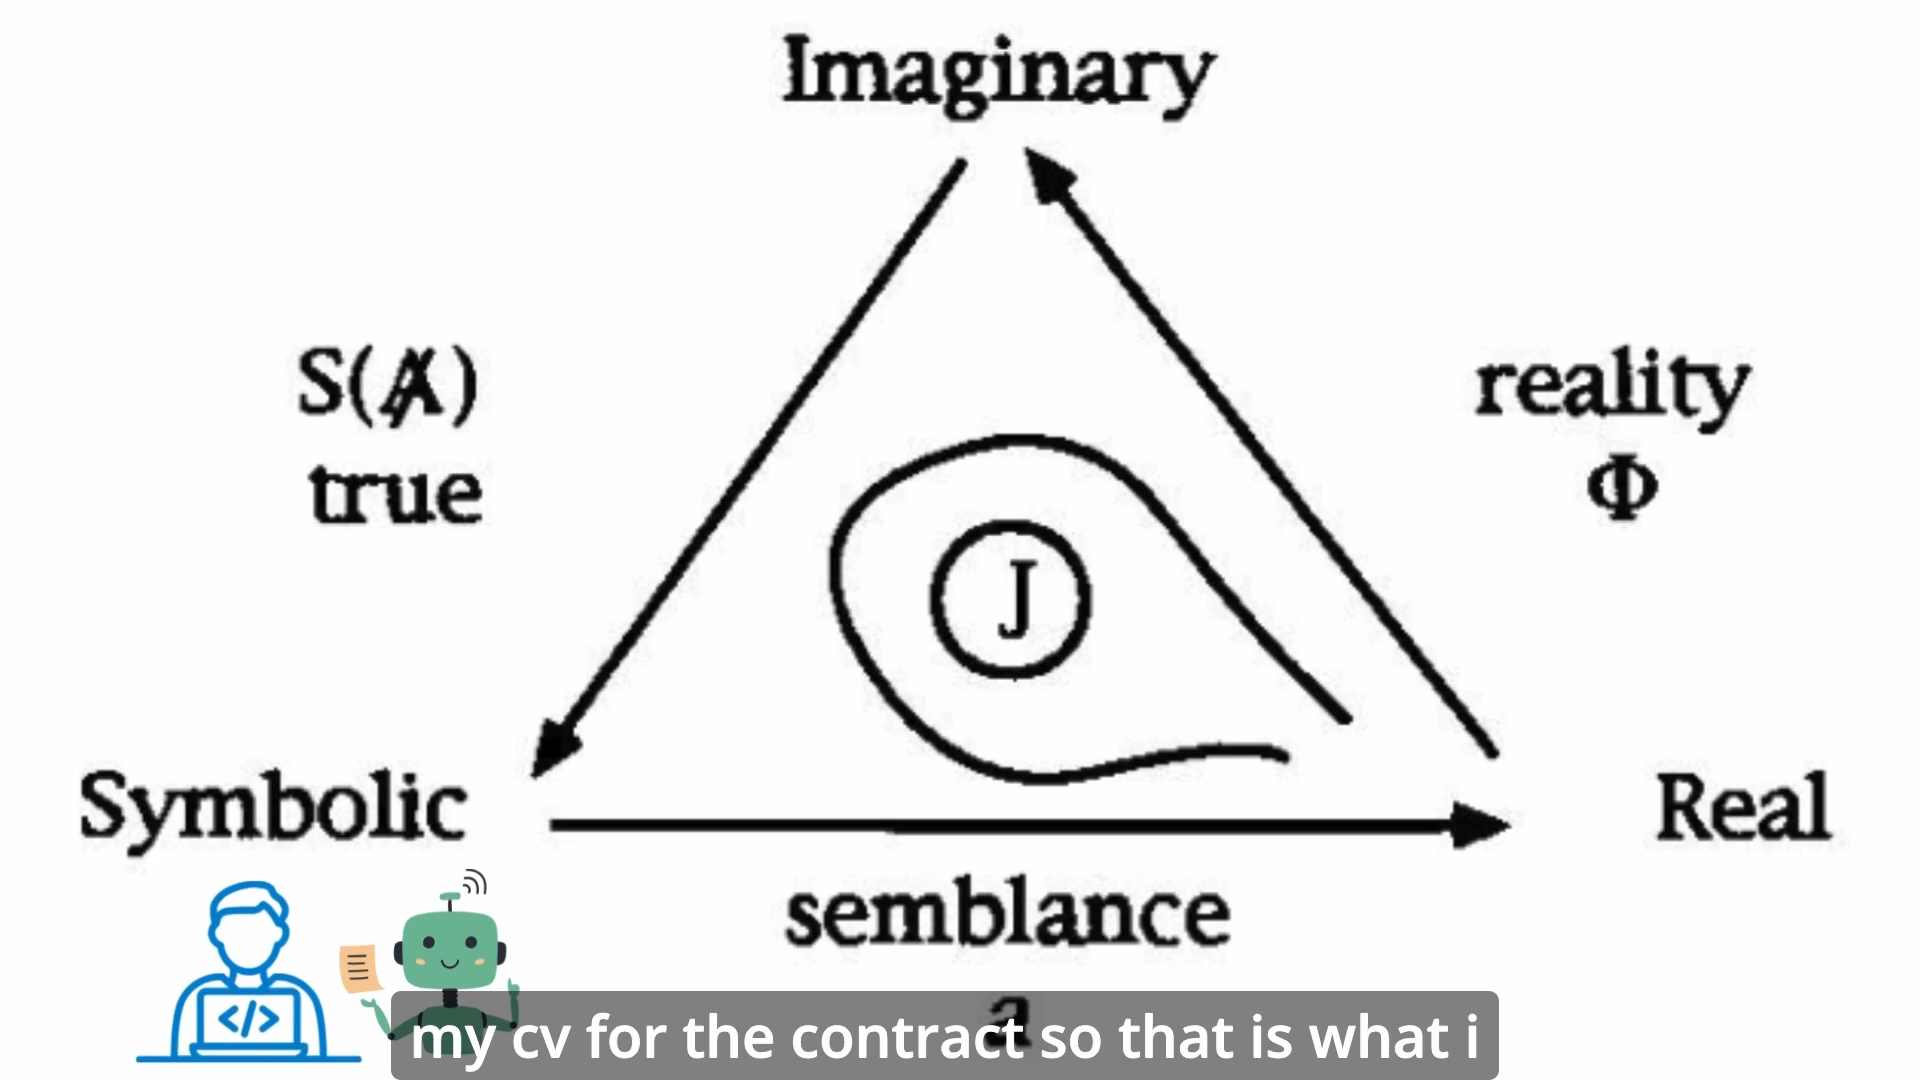 Imaginary
S(Ⱥ)
true
reality
Φ
J
Symbolic
Real
semblance
a
</>
my cv for the contract so that is what i